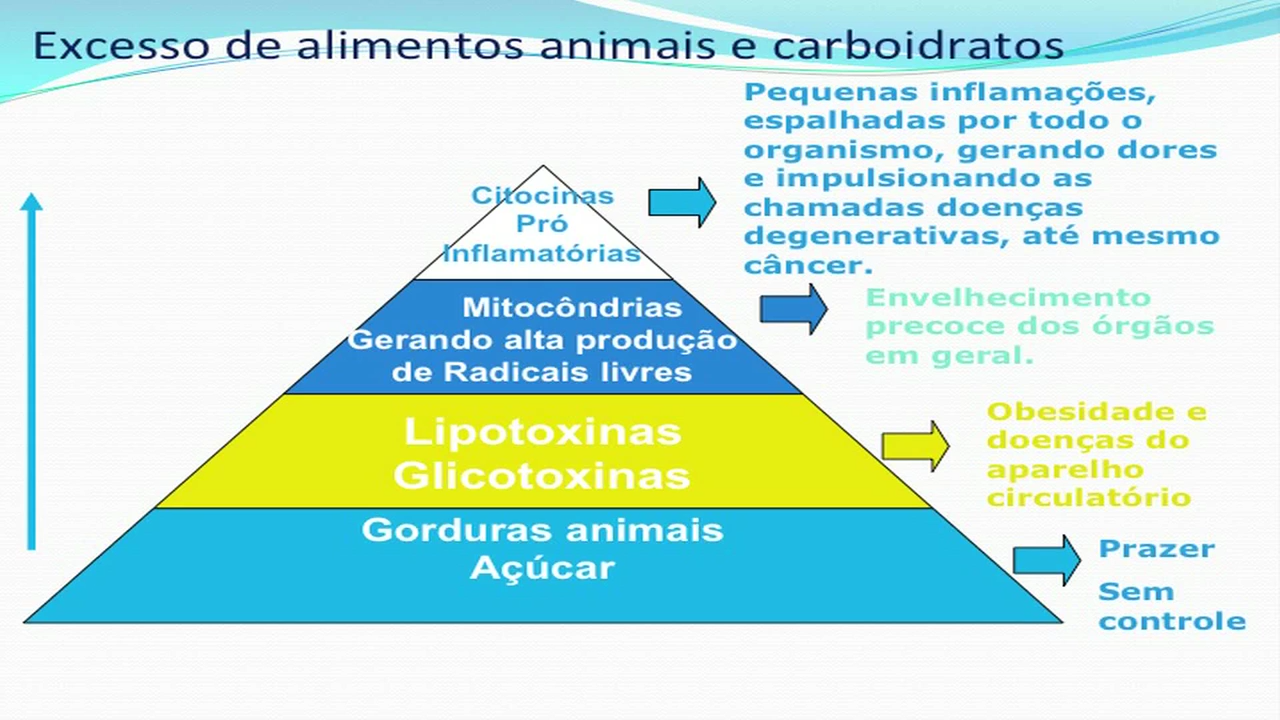 Excesso de alimentos animais e carboidratos
Pequenas inflamações,
espalhadas por todo o
organismo, gerando dores
e impulsionando as
chamadas doenças
degenerativas, até mesmo
câncer.
Citocinas
Pró
Inflamatórias
Mitocôndrias
Gerando alta produção
de Radicais livres
Envelhecimento
precoce dos órgãos
em geral.
Lipotoxinas
Glicotoxinas
Obesidade e
doenças do
aparelho
circulatório
Gorduras animais
Açúcar
Prazer
Sem
controle